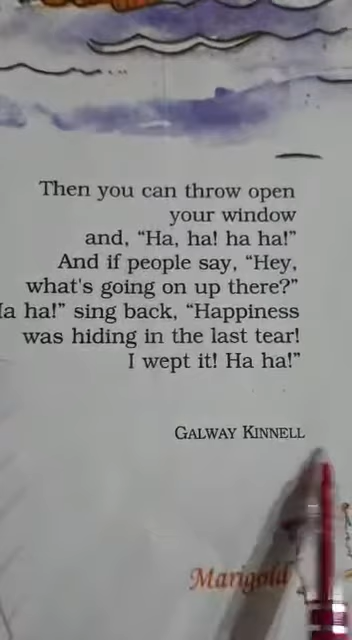 Then you can throw open
your window
and, “Ha, ha! ha ha!”
And if people say, “Hey,
what's going on up there?”
ha!” sing back, “Happiness
was hiding in the last tear!
I wept it! Ha ha!”
GALWAY KINNELL
Marigold